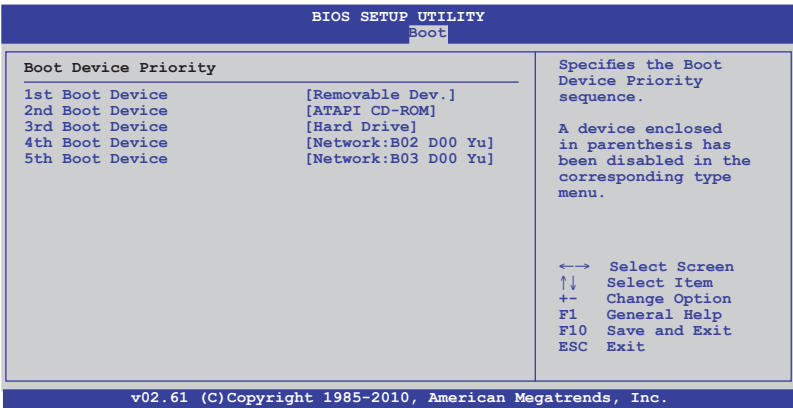 BIOS SETUP UTILITY
Boot
Boot Device Priority
1st Boot Device [Removable Dev.]
2nd Boot Device [ATAPI CD-ROM]
3rd Boot Device [Hard Drive]
4th Boot Device [Network:B02 D00 Yu]
5th Boot Device [Network:B03 D00 Yu]
Specifies the Boot
Device Priority
sequence.
A device enclosed
in parenthesis has
been disabled in the
corresponding type
menu.
←→ Select Screen
↑↓ Select Item
+- Change Option
F1 General Help
F10 Save and Exit
ESC Exit
v02.61 (C)Copyright 1985-2010, American Megatrends, Inc.